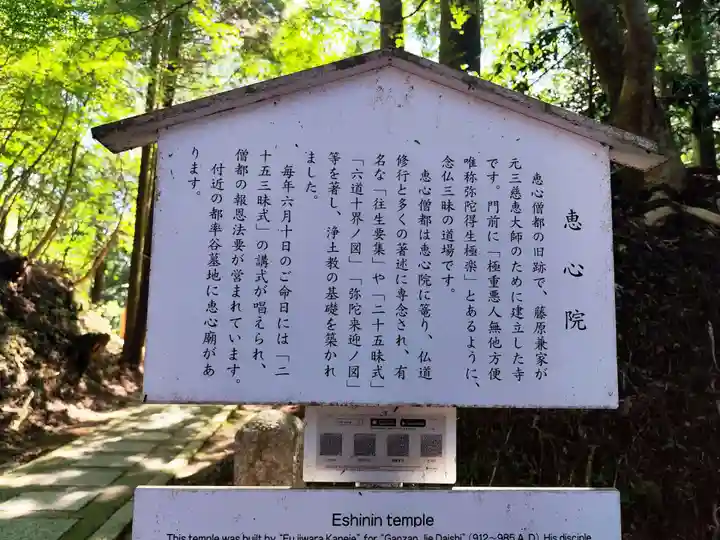 恵心院
恵心僧都の旧跡で、藤原兼家が
元三慈恵大師のために建立した寺
です。門前に「極重悪人無他方便
唯称弥陀得生極楽」とあるように、
念仏三昧の道場です。
恵心僧都は恵心院に篭り、仏道
修行と多くの著述に専念され、有
名な「往生要集」や「二十五昧式」
「六道十界ノ図」「弥陀来迎ノ図」
等を著し、浄土教の基礎を築かれ
ました。
毎年六月十日のご命日には「二
十五三昧式」の講式が唱えられ、
僧都の報恩法要が営まれています。
付近の都率谷墓地に恵心廟があ
ります。
Eshinin temple
This temple was built by "Fujiwara Kaneie" for "Ganzan Jie Daishi" (912～985 A.D) His disciple